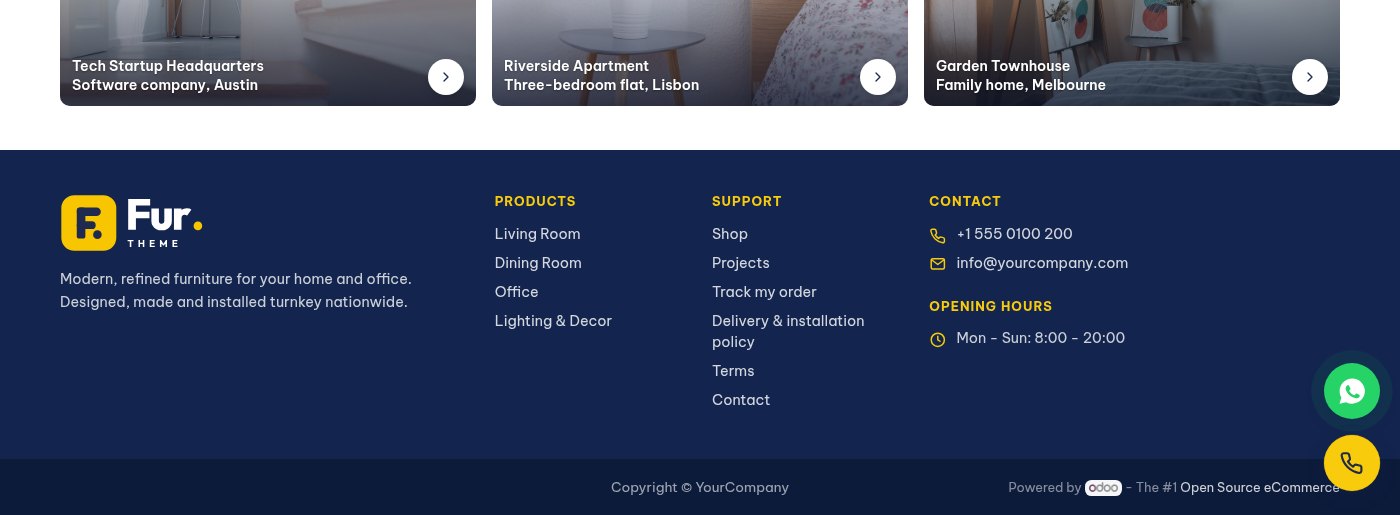 Tech Startup Headquarters
Software company, Austin
Riverside Apartment
Three-bedroom flat, Lisbon
Garden Townhouse
Family home, Melbourne
F.
Fur.
THEME
Modern, refined furniture for your home and office.
Designed, made and installed turnkey nationwide.
PRODUCTS
Living Room
Dining Room
Office
Lighting & Decor
SUPPORT
Shop
Projects
Track my order
Delivery & installation
policy
Terms
Contact
CONTACT
+1 555 0100 200
info@yourcompany.com
OPENING HOURS
Mon - Sun: 8:00 - 20:00
Copyright © YourCompany
Powered by odoo - The #1 Open Source eCommerce